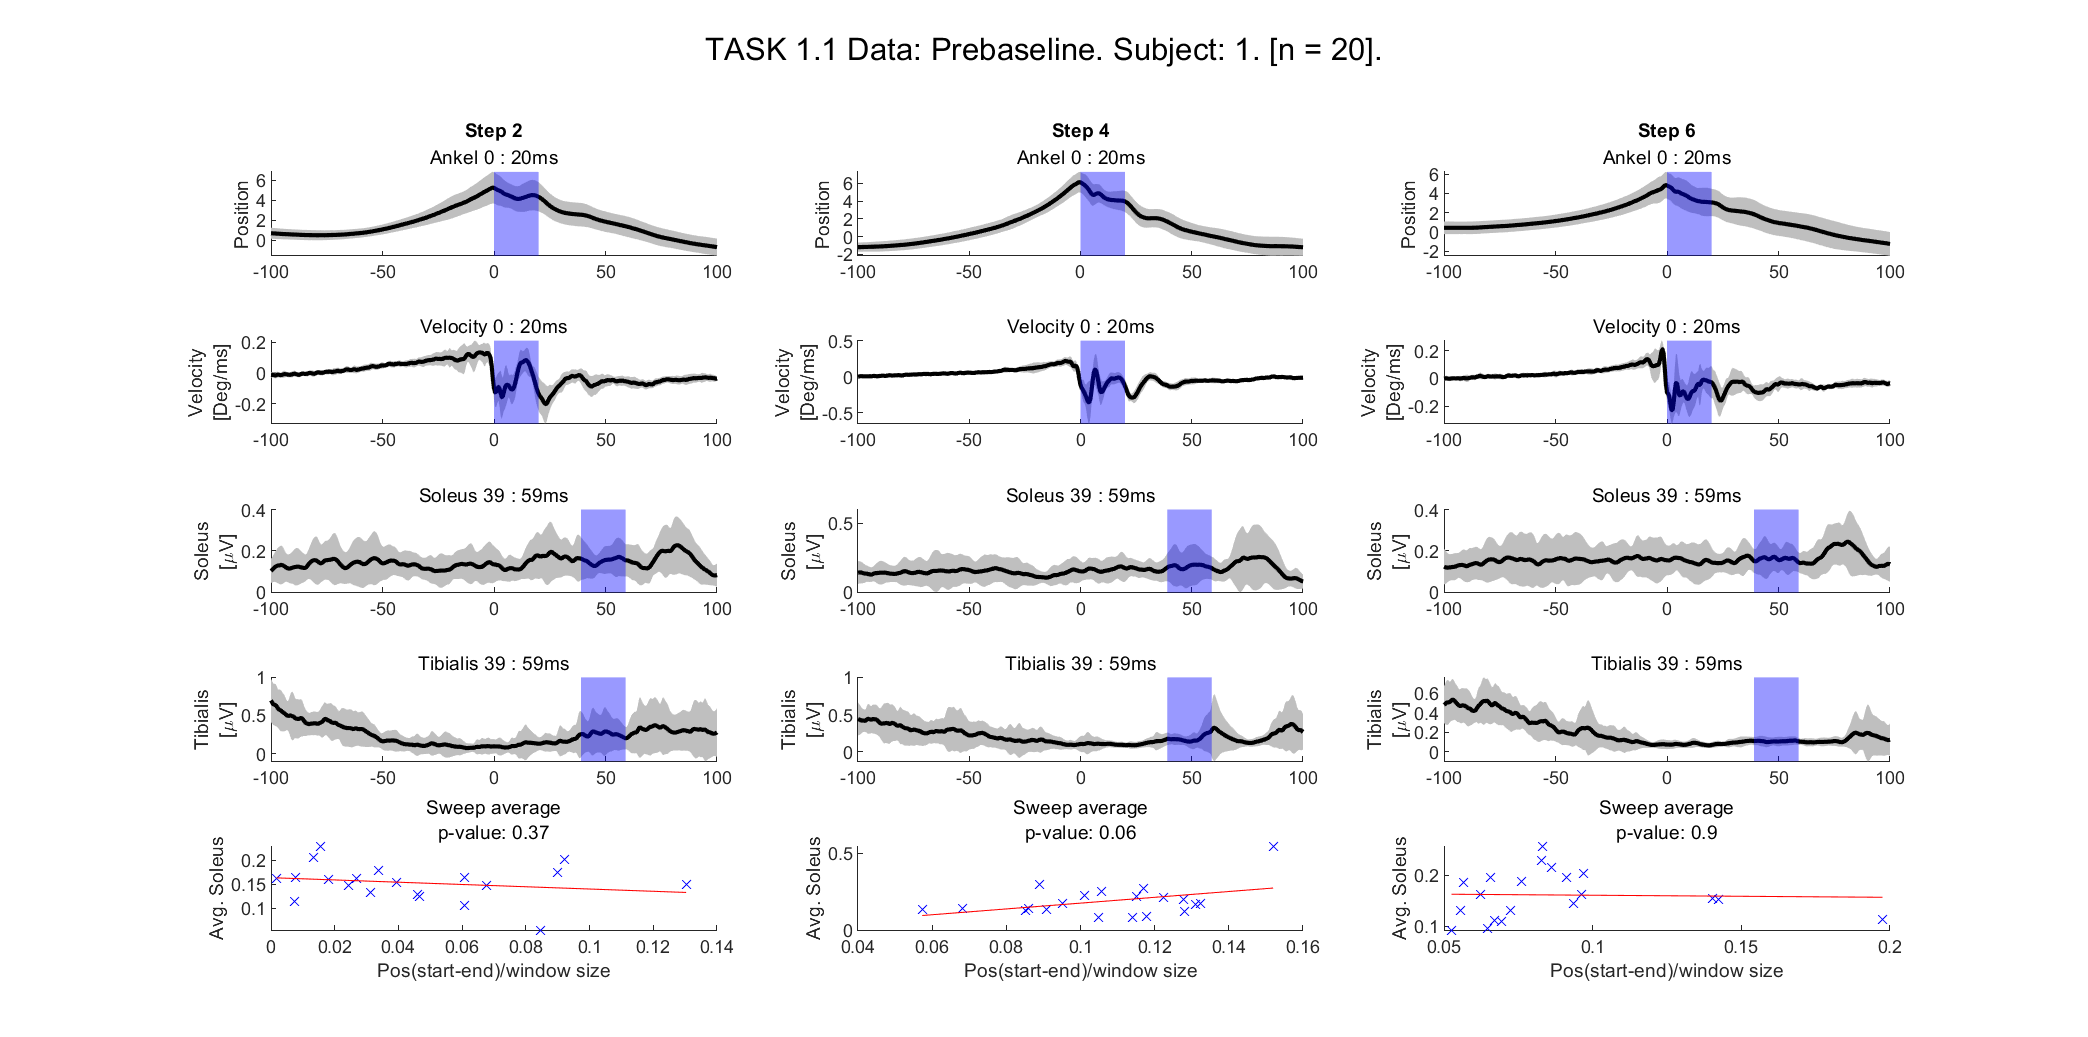 TASK 1.1 Data: Prebaseline. Subject: 1. [n = 20].
Step 2
Ankel 0 : 20ms
Position
6
4
2
0
-100 -50 0 50 100
Step 4
Ankel 0 : 20ms
Position
6
4
2
0
-2
-100 -50 0 50 100
Step 6
Ankel 0 : 20ms
Position
6
4
2
0
-2
-100 -50 0 50 100
Velocity 0 : 20ms
Velocity
[Deg/ms]
0.2
0
-0.2
-100 -50 0 50 100
Velocity 0 : 20ms
Velocity
[Deg/ms]
0.5
0
-0.5
-100 -50 0 50 100
Velocity 0 : 20ms
Velocity
[Deg/ms]
0.2
0
-0.2
-100 -50 0 50 100
Soleus 39 : 59ms
Soleus
[μV]
0.4
0.2
0
-100 -50 0 50 100
Soleus 39 : 59ms
Soleus
[μV]
0.5
0
-100 -50 0 50 100
Soleus 39 : 59ms
Soleus
[μV]
0.4
0.2
0
-100 -50 0 50 100
Tibialis 39 : 59ms
Tibialis
[μV]
1
0.5
0
-100 -50 0 50 100
Tibialis 39 : 59ms
Tibialis
[μV]
1
0.5
0
-100 -50 0 50 100
Tibialis 39 : 59ms
Tibialis
[μV]
0.6
0.4
0.2
0
-100 -50 0 50 100
Sweep average
p-value: 0.37
Avg. Soleus
0.2
0.15
0.1
0 0.02 0.04 0.06 0.08 0.1 0.12 0.14
Pos(start-end)/window size
Sweep average
p-value: 0.06
Avg. Soleus
0.5
0
0.04 0.06 0.08 0.1 0.12 0.14 0.16
Pos(start-end)/window size
Sweep average
p-value: 0.9
Avg. Soleus
0.2
0.1
0.05 0.1 0.15 0.2
Pos(start-end)/window size